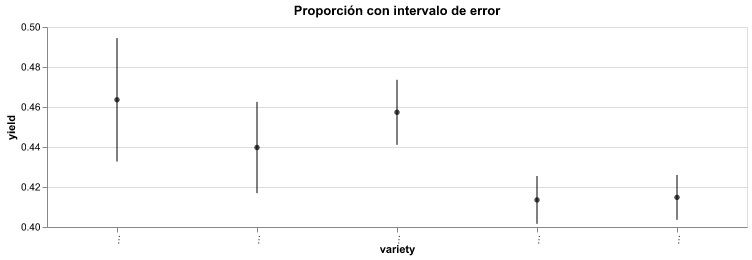 Proporción con intervalo de error
0.50
0.48
0.46
0.44
0.42
0.40
yield
… … … … …
variety